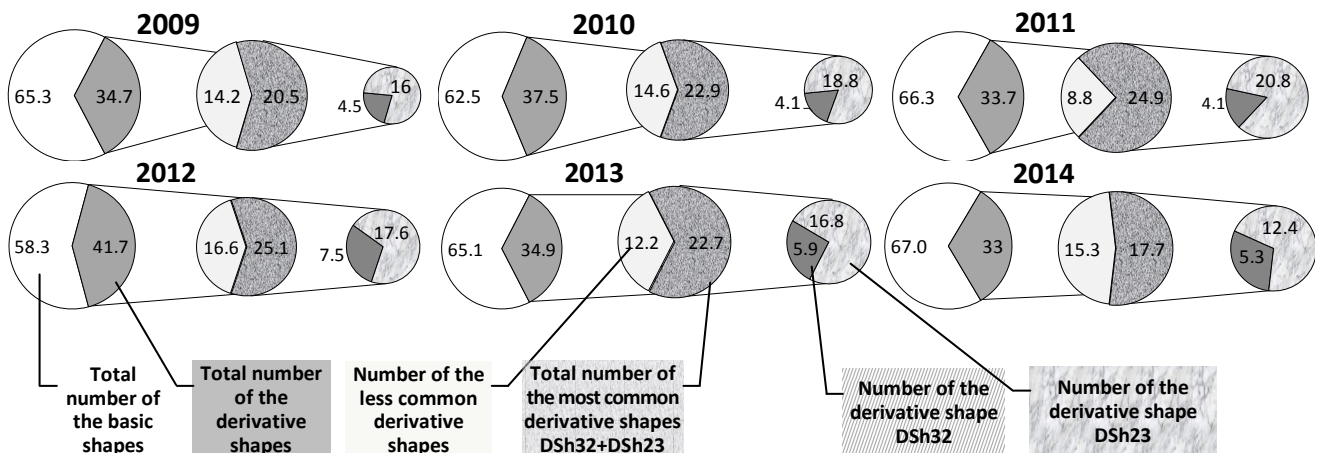 2009 2010 2011
65.3 34.7 14.2 20.5 4.5 16
62.5 37.5 14.6 22.9 4.1 18.8
66.3 33.7 8.8 24.9 4.1 20.8
2012 2013 2014
58.3 41.7 16.6 25.1 7.5 17.6
65.1 34.9 12.2 22.7 5.9 16.8
67.0 33 15.3 17.7 5.3 12.4
Total
number of
the basic
shapes
Total number
of the
derivative
shapes
Number of the
less common
derivative
shapes
Total number of
the most common
derivative shapes
DSh32+DSh23
Number of the
derivative shape
DSh32
Number of the
derivative shape
DSh23